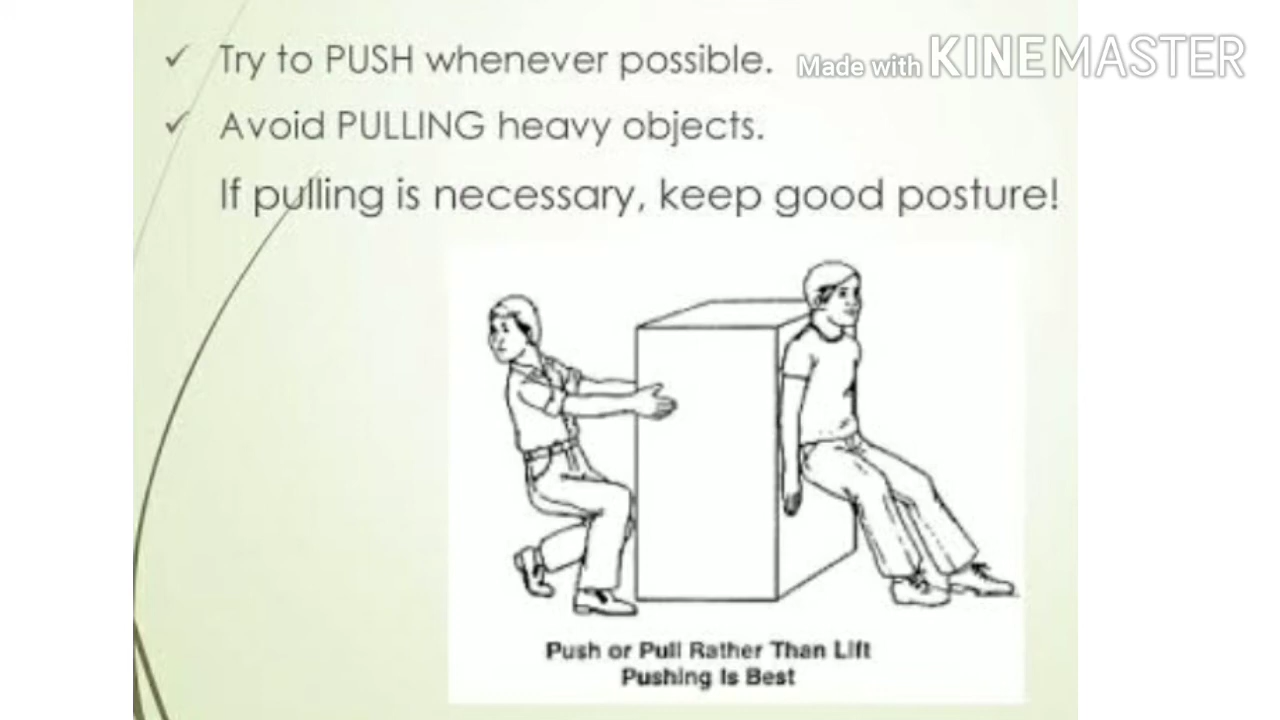 Try to PUSH whenever possible.
Made with KINEMASTER
Avoid PULLING heavy objects.
If pulling is necessary, keep good posture!
Push or Pull Rather Than Lift
Pushing Is Best